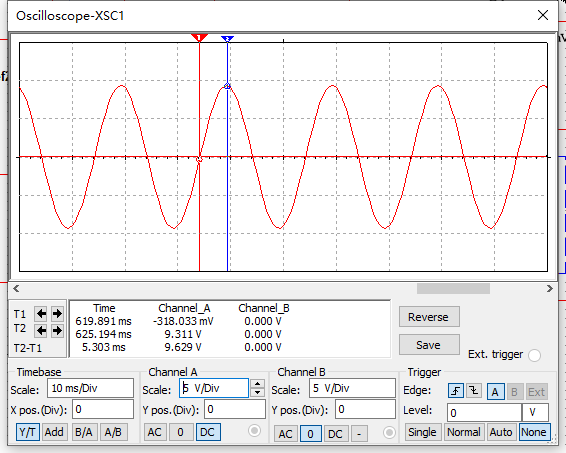 Oscilloscope-XSC1
1
2
Time Channel_A Channel_B
T1 619.891 ms -318.033 mV 0.000 V
T2 625.194 ms 9.311 V 0.000 V
T2-T1 5.303 ms 9.629 V 0.000 V
Reverse
Save
Ext. trigger
Timebase
Scale: 10 ms/Div
X pos.(Div): 0
Y/T Add B/A A/B
Channel A
Scale: 5 V/Div
Y pos.(Div): 0
AC 0 DC
Channel B
Scale: 5 V/Div
Y pos.(Div): 0
AC 0 DC -
Trigger
Edge: A B Ext
Level: 0 V
Single Normal Auto None